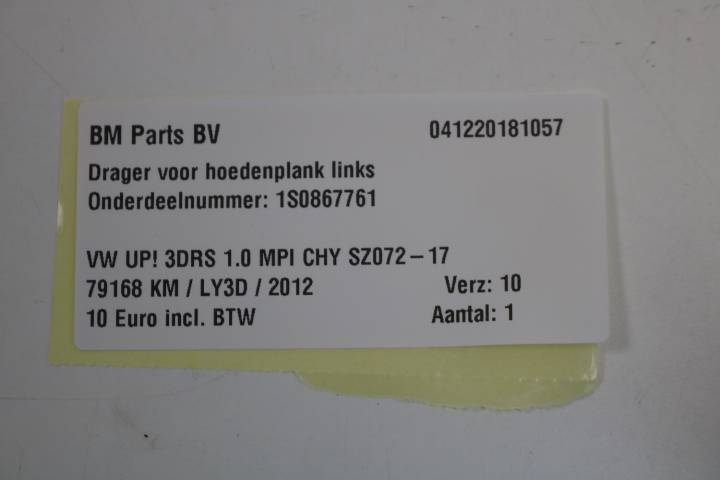 BM Parts BV 041220181057
Drager voor hoedenplank links
Onderdeelnummer: 1S0867761
VW UP! 3DRS 1.0 MPI CHY SZ072-17
79168 KM / LY3D / 2012 Verz: 10
10 Euro incl. BTW Aantal: 1